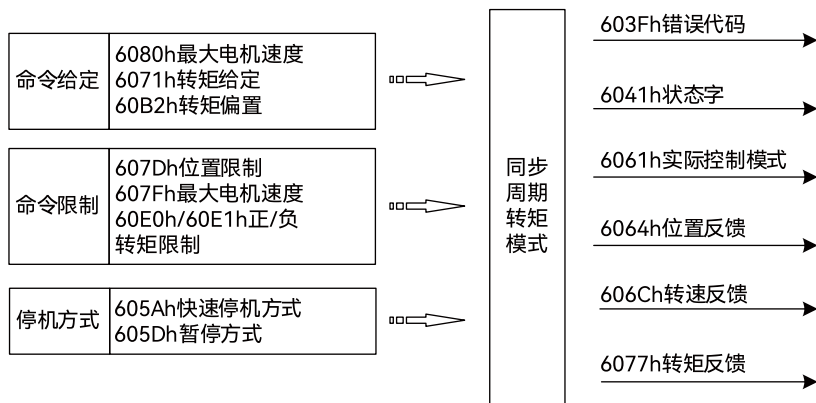 命令给定
6080h最大电机速度
6071h转矩给定
60B2h转矩偏置
命令限制
607Dh位置限制
607Fh最大电机速度
60E0h/60E1h正/负
转矩限制
停机方式
605Ah快速停机方式
605Dh暂停方式
同步
周期
转矩
模式
603Fh错误代码
6041h状态字
6061h实际控制模式
6064h位置反馈
606Ch转速反馈
6077h转矩反馈